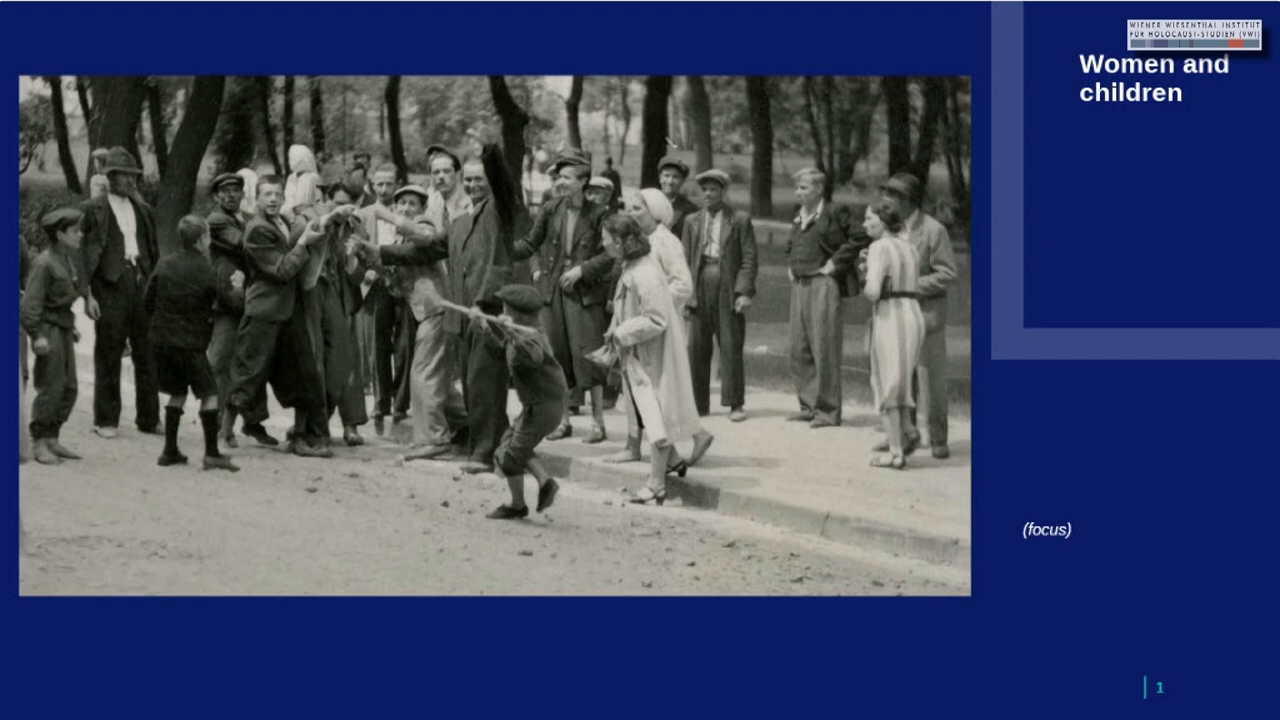 WIENER WIESENTHAL INSTITUT
FÜR HOLOCAUST-STUDIEN (VWI)
Women and
children
(focus)
1